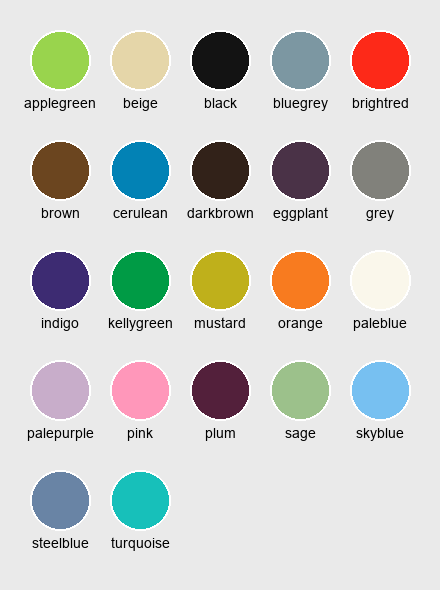 applegreen beige black bluegrey brightred
brown cerulean darkbrown eggplant grey
indigo kellygreen mustard orange paleblue
palepurple pink plum sage skyblue
steelblue turquoise